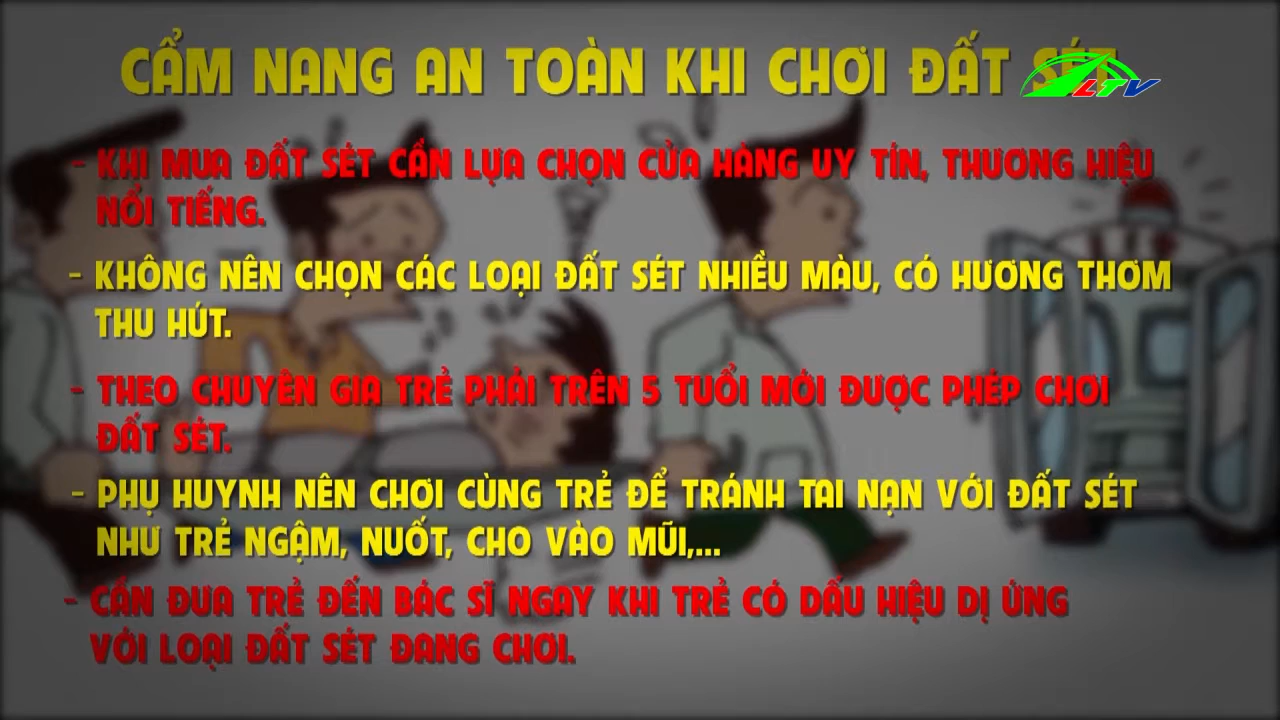 CẨM NANG AN TOÀN KHI CHƠI ĐẤT SÉT
LTV
- KHI MUA ĐẤT SÉT CẦN LỰA CHỌN CỬA HÀNG UY TÍN, THƯƠNG HIỆU
NỔI TIẾNG.
- KHÔNG NÊN CHỌN CÁC LOẠI ĐẤT SÉT NHIỀU MÀU, CÓ HƯƠNG THƠM
THU HÚT.
- THEO CHUYÊN GIA TRẺ PHẢI TRÊN 5 TUỔI MỚI ĐƯỢC PHÉP CHƠI
ĐẤT SÉT.
- PHỤ HUYNH NÊN CHƠI CÙNG TRẺ ĐỂ TRÁNH TAI NẠN VỚI ĐẤT SÉT
NHƯ TRẺ NGẬM, NUỐT, CHO VÀO MŨI,...
- CẦN ĐƯA TRẺ ĐẾN BÁC SĨ NGAY KHI TRẺ CÓ DẤU HIỆU DỊ ỨNG
VỚI LOẠI ĐẤT SÉT ĐANG CHƠI.